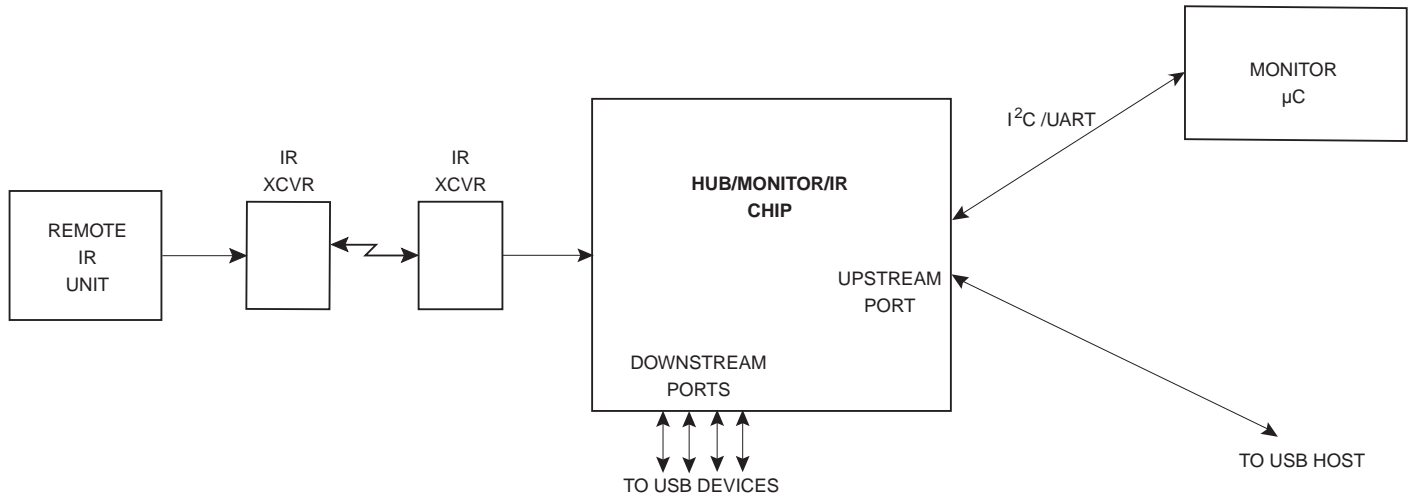 REMOTE
IR
UNIT
IR
XCVR
IR
XCVR
HUB/MONITOR/IR
CHIP
UPSTREAM
PORT
DOWNSTREAM
PORTS
TO USB DEVICES
I²C /UART
MONITOR
µC
TO USB HOST